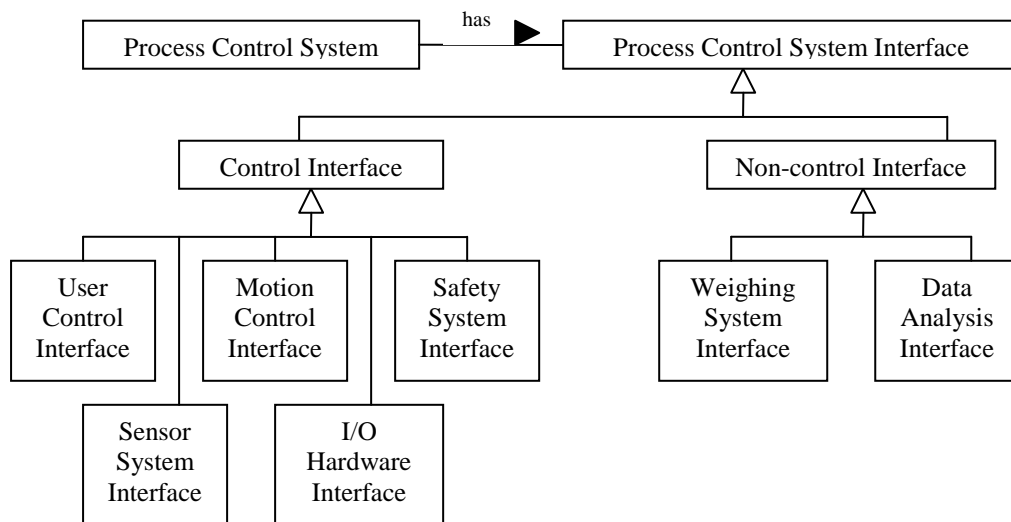 has
Process Control System
Process Control System Interface
Control Interface
Non-control Interface
User
Control
Interface
Motion
Control
Interface
Safety
System
Interface
Weighing
System
Interface
Data
Analysis
Interface
Sensor
System
Interface
I/O
Hardware
Interface